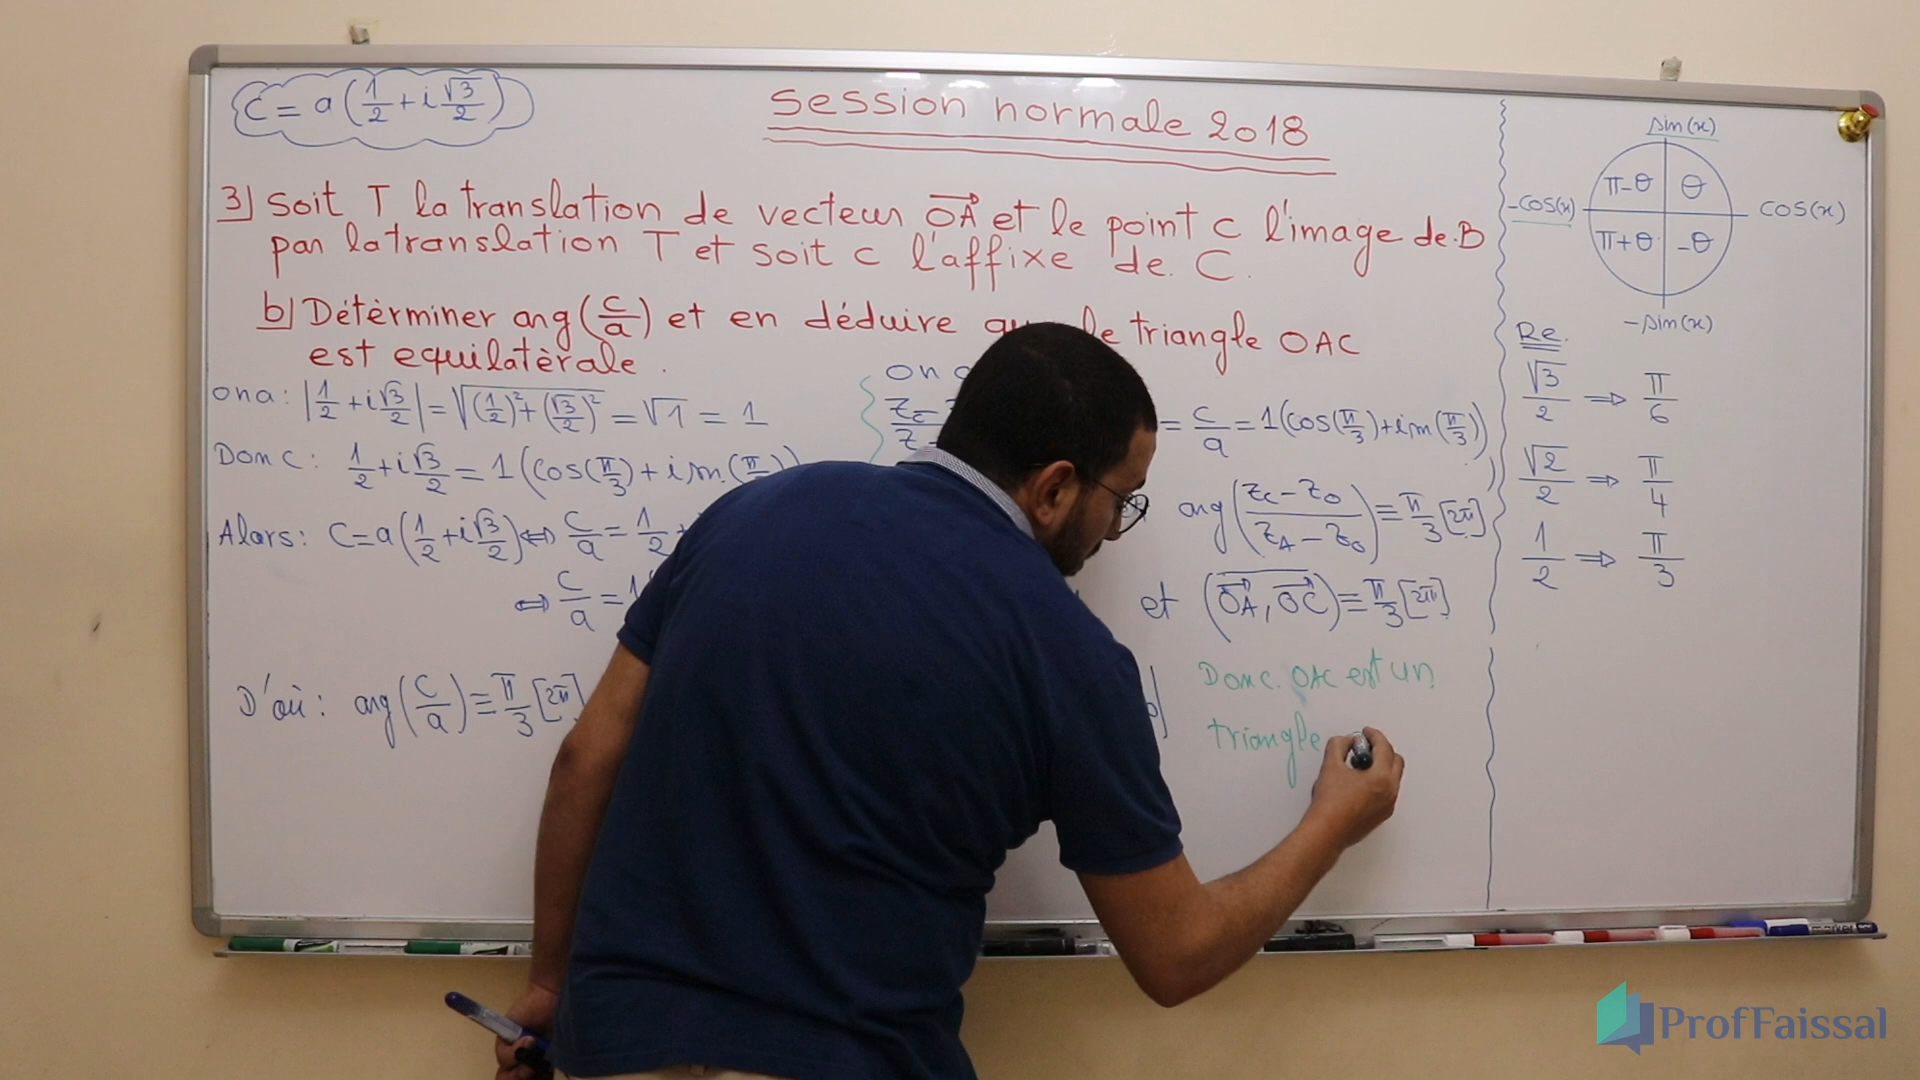 C = a(1/2 + i√3/2)
Session normale 2018
3) Soit T la translation de vecteur OA et le point C l'image de B
par la translation T et soit c l'affixe de C.
b) Détèrminer arg(c/a) et en déduire que le triangle OAC
est equilatèrale.
on a : |1/2 + i√3/2| = √((1/2)² + (√3/2)²) = √1 = 1
Donc : 1/2 + i√3/2 = 1(cos(π/3) + i sin(π/
Alors : C = a(1/2 + i√3/2) ⇔ c/a = 1/2 +
⇔ c/a = 1
D'où : arg(c/a) ≡ π/3 [2π]
on a
= c/a = 1(cos(π/3) + i sin(π/3))
arg((Zc − Zo)/(ZA − Zo)) ≡ π/3 [2π]
et (OA, OC) ≡ π/3 [2π]
Donc OAC est un
triangle
sin(x)
π-θ θ
-cos(x) cos(x)
π+θ -θ
-sin(x)
Re.
√3/2 ⇒ π/6
√2/2 ⇒ π/4
1/2 ⇒ π/3
marker
ProfFaissal